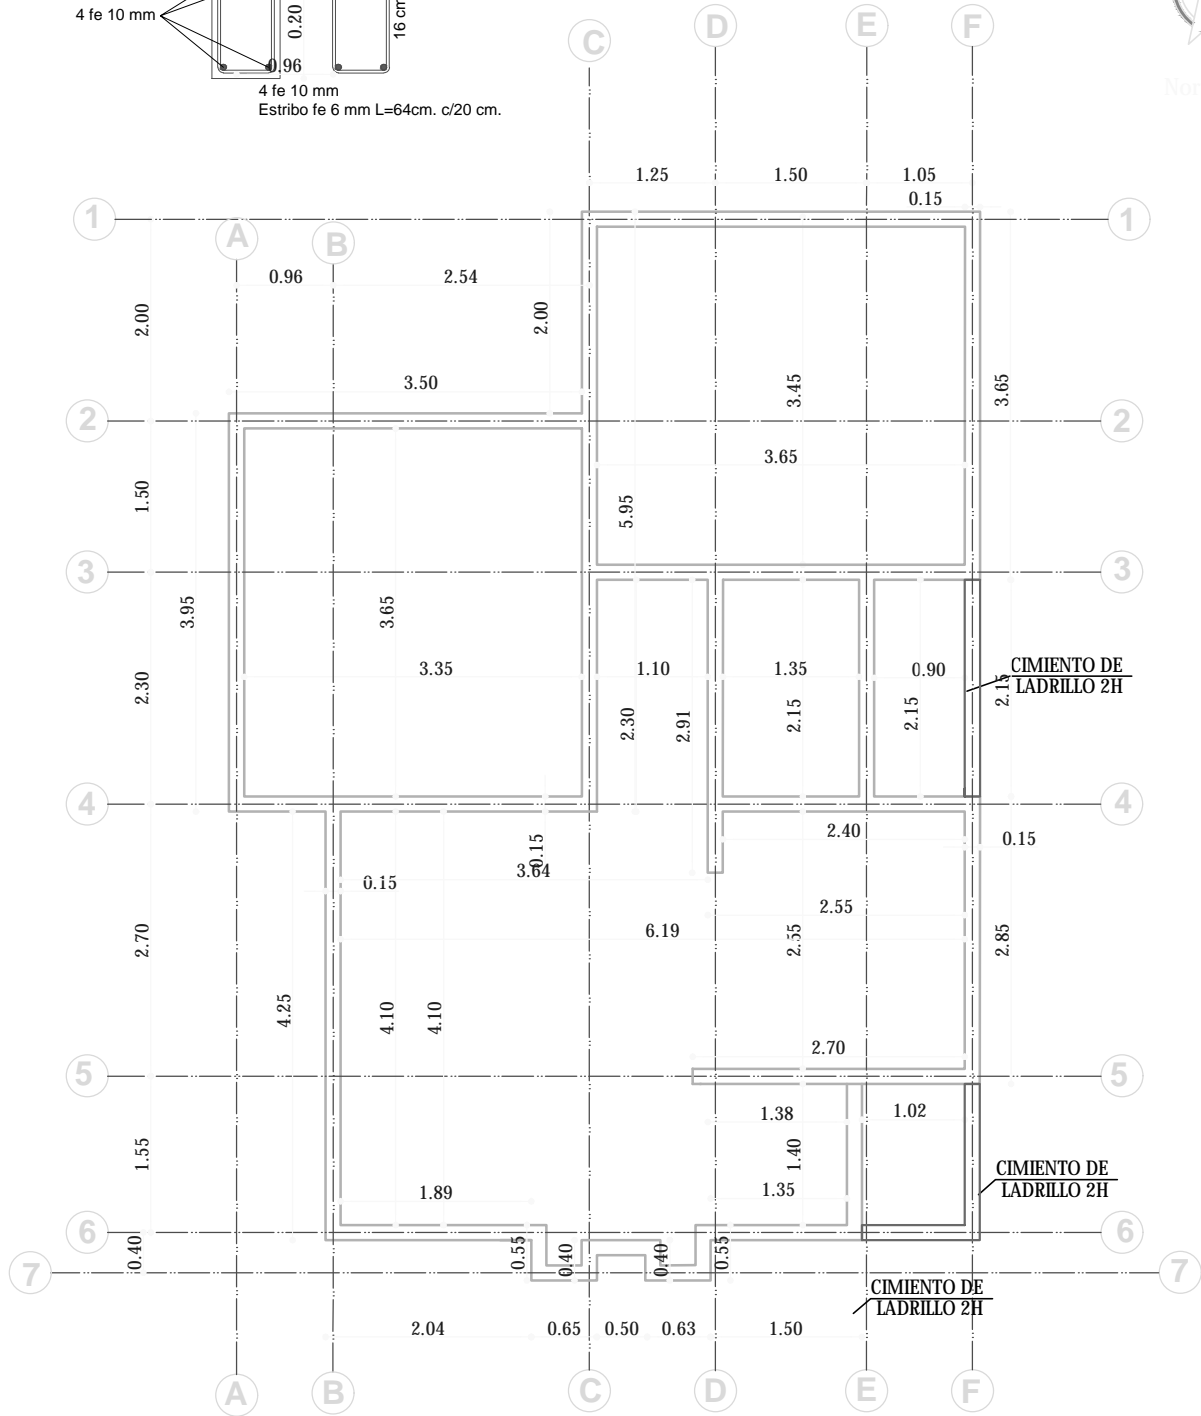 4 fe 10 mm
0.20
16 cm
0.96
4 fe 10 mm
Estribo fe 6 mm L=64cm. c/20 cm.
C D E F
Nor
1.25 1.50 1.05
0.15
1 1
A B
0.96 2.54
2.00 2.00
3.50
3.45 3.65
2 2
3.65
1.50 5.95
3 3
3.95 3.65
3.35 1.10 1.35 0.90
CIMIENTO DE
LADRILLO 2H
2.30 2.30 2.91 2.15 2.15 2.15
4 4
2.40 0.15
0.15
3.64
0.15
2.55
6.19
2.70 2.55 2.85
4.25 4.10 4.10
2.70
5 5
1.38 1.02
1.55 1.40
CIMIENTO DE
LADRILLO 2H
1.89 1.35
6 6
0.40 0.55 0.40 0.40 0.55
7 7
CIMIENTO DE
LADRILLO 2H
2.04 0.65 0.50 0.63 1.50
A B C D E F